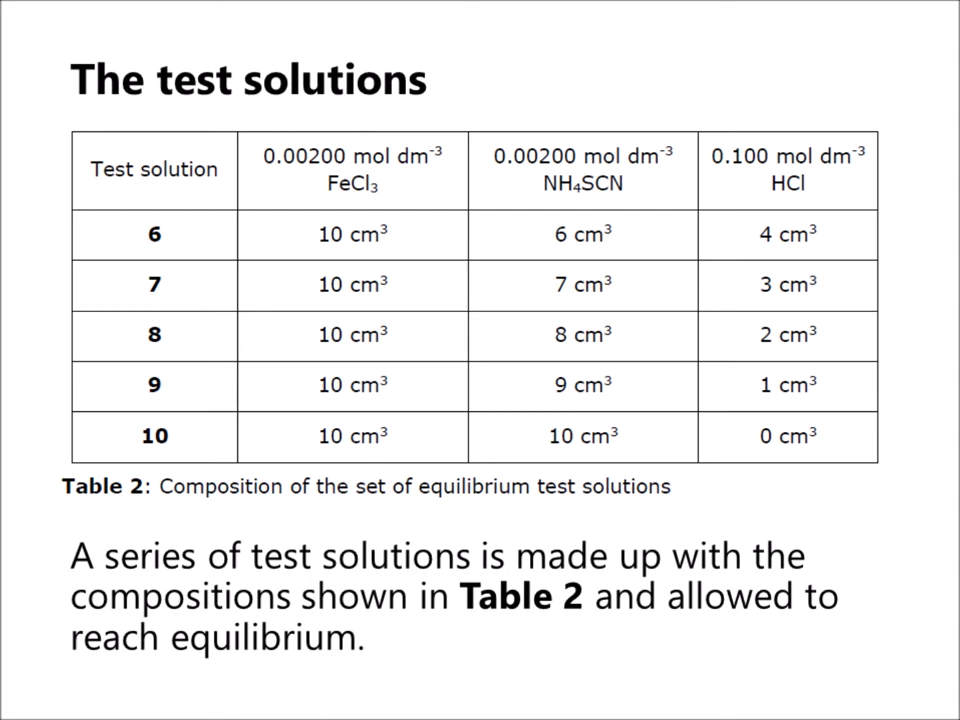 The test solutions
Test solution | 0.00200 mol dm⁻³ FeCl₃ | 0.00200 mol dm⁻³ NH₄SCN | 0.100 mol dm⁻³ HCl
6 | 10 cm³ | 6 cm³ | 4 cm³
7 | 10 cm³ | 7 cm³ | 3 cm³
8 | 10 cm³ | 8 cm³ | 2 cm³
9 | 10 cm³ | 9 cm³ | 1 cm³
10 | 10 cm³ | 10 cm³ | 0 cm³
Table 2: Composition of the set of equilibrium test solutions
A series of test solutions is made up with the
compositions shown in Table 2 and allowed to
reach equilibrium.